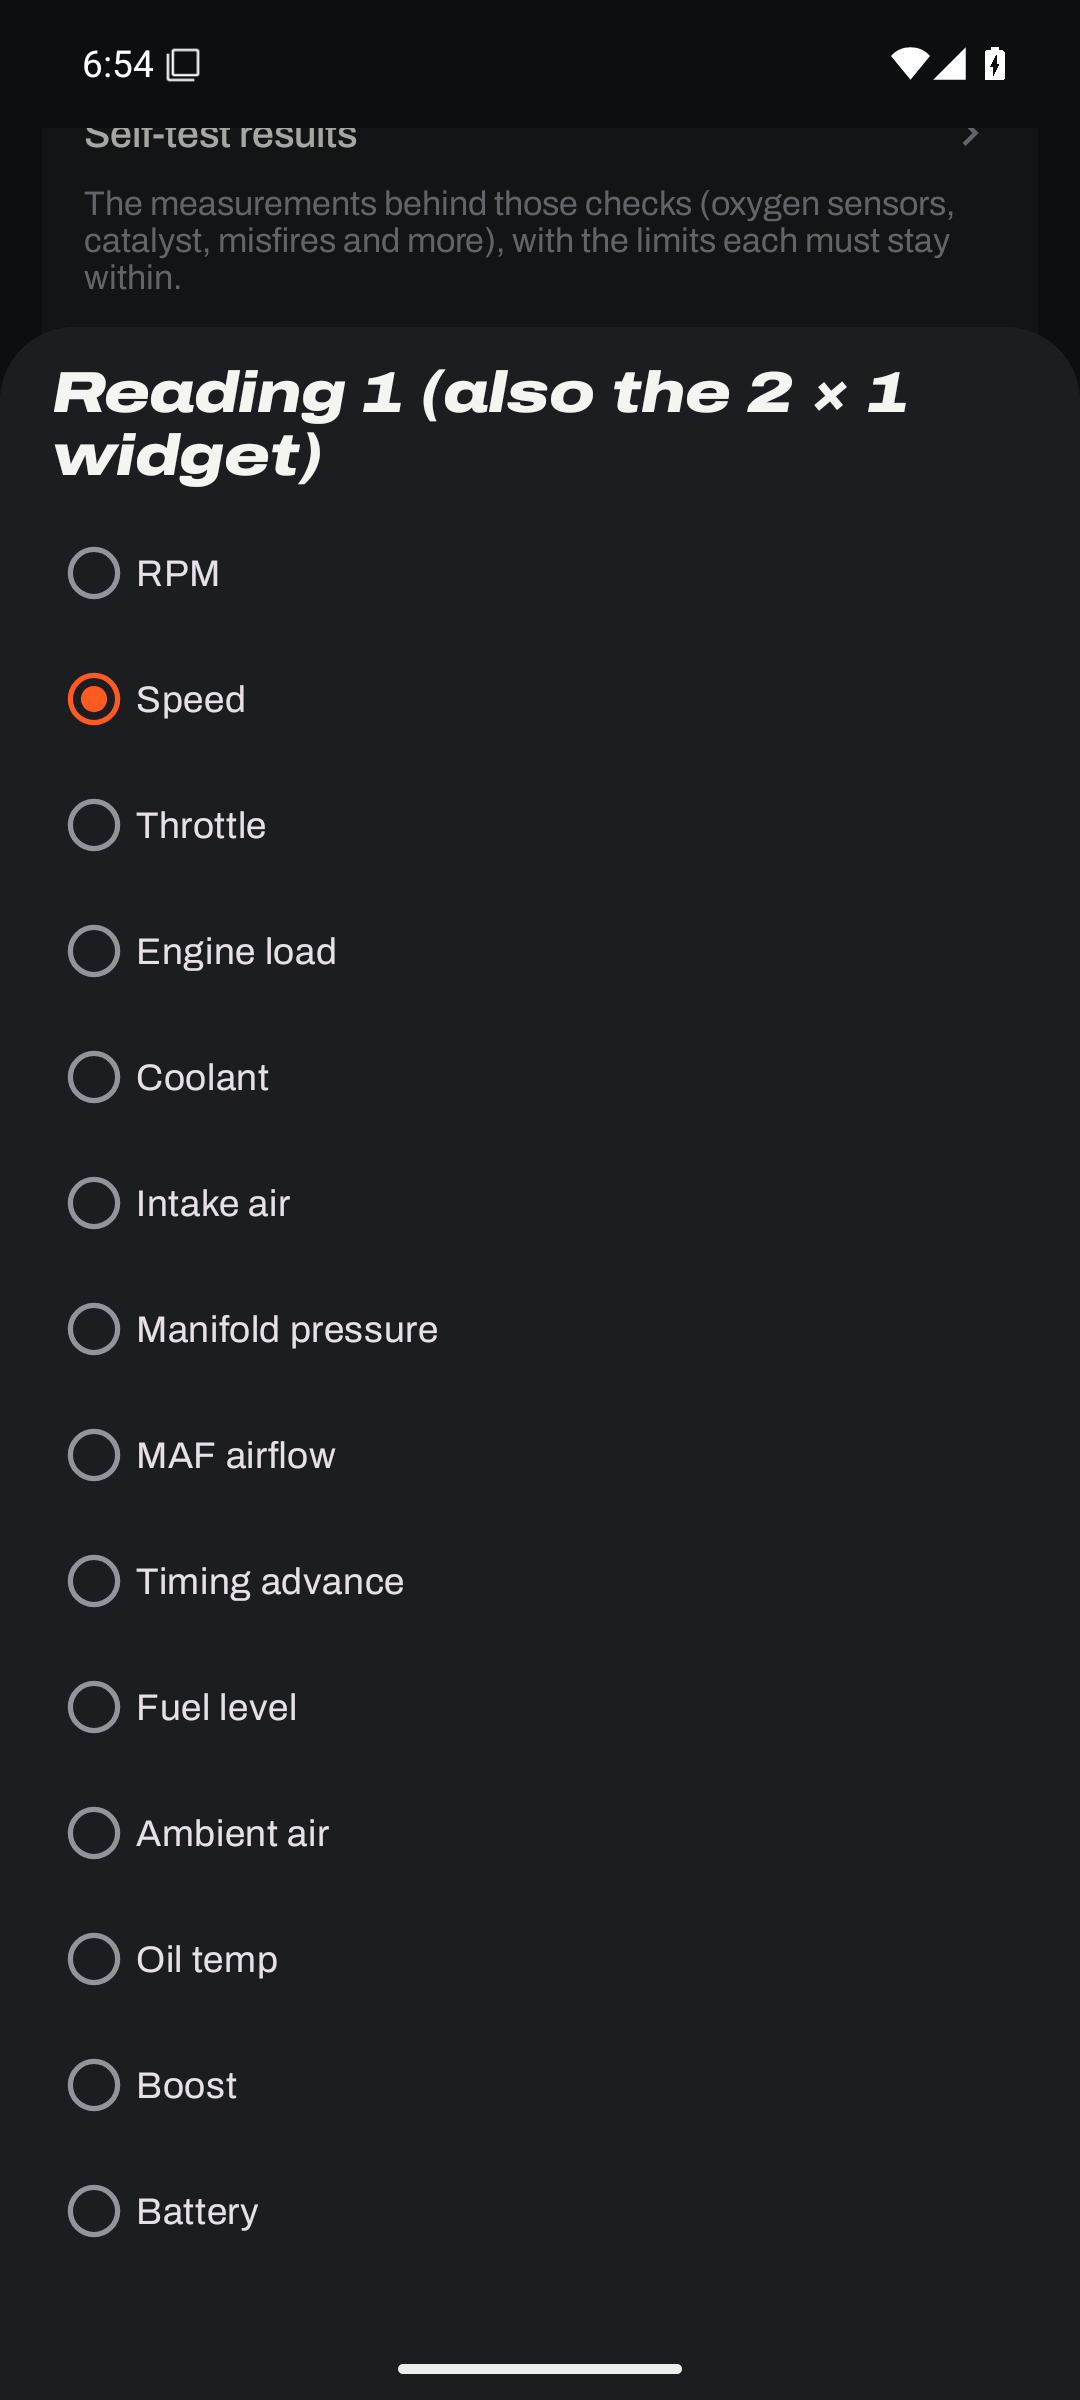 6:54
Self-test results
The measurements behind those checks (oxygen sensors,
catalyst, misfires and more), with the limits each must stay
within.
Reading 1 (also the 2 × 1
widget)
RPM
Speed
Throttle
Engine load
Coolant
Intake air
Manifold pressure
MAF airflow
Timing advance
Fuel level
Ambient air
Oil temp
Boost
Battery